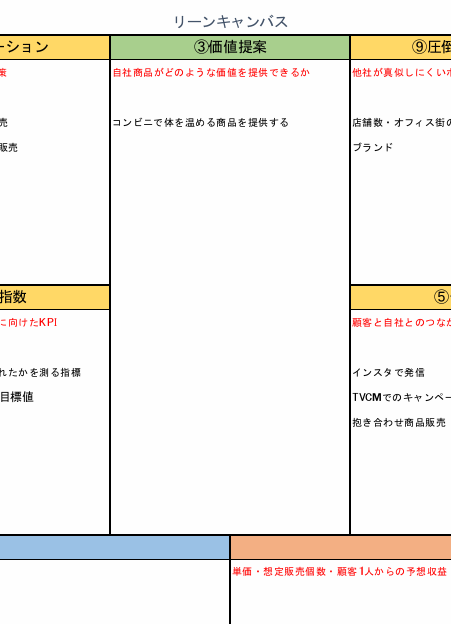 リーンキャンバス
ーション
③価値提案
⑨圧倒
策
自社商品がどのような価値を提供できるか
他社が真似しにくい
売
コンビニで体を温める商品を提供する
店舗数・オフィス街の
販売
ブランド
指数
⑤
に向けたKPI
顧客と自社とのつなが
れたかを測る指標
インスタで発信
目標値
TVCMでのキャンペー
抱き合わせ商品販売
単価・想定販売個数・顧客1人からの予想収益